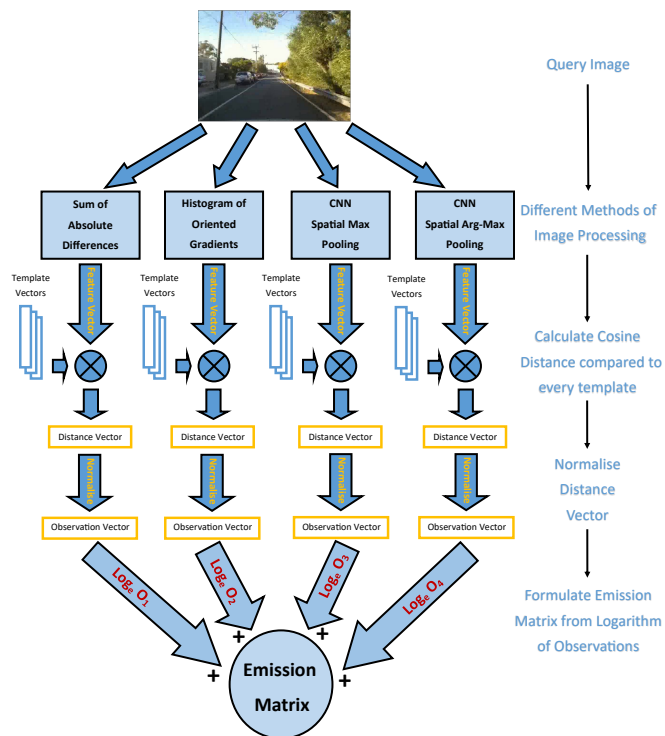 Query Image
Sum of
Absolute
Differences
Histogram of
Oriented
Gradients
CNN
Spatial Max
Pooling
CNN
Spatial Arg-Max
Pooling
Different Methods of
Image Processing
Template
Vectors
Feature Vector
Template
Vectors
Feature Vector
Template
Vectors
Feature Vector
Template
Vectors
Feature Vector
Calculate Cosine
Distance compared to
every template
Distance Vector
Distance Vector
Distance Vector
Distance Vector
Normalise
Normalise
Normalise
Normalise
Normalise
Distance
Vector
Observation Vector
Observation Vector
Observation Vector
Observation Vector
Logₑ O₁
Logₑ O₂
Logₑ O₃
Logₑ O₄
Formulate Emission
Matrix from Logarithm
of Observations
+
+
+
+
Emission
Matrix